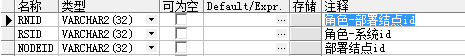 名称 类型 可为空 Default/Expr. 存储 注释
RNID VARCHAR2(32) ... 角色-部署结点id
RSID VARCHAR2(32) ... 角色-系统id
NODEID VARCHAR2(32) ... 部署结点id